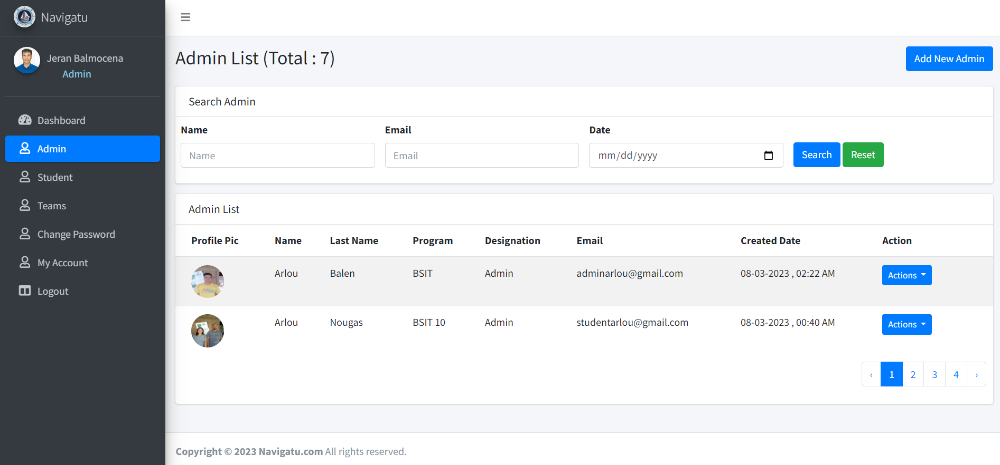 Navigatu
Jeran Balmocena
Admin
Dashboard
Admin
Student
Teams
Change Password
My Account
Logout
Admin List (Total : 7)
Add New Admin
Search Admin
Name Email Date
Name Email mm/dd/yyyy Search Reset
Admin List
Profile Pic Name Last Name Program Designation Email Created Date Action
Arlou Balen BSIT Admin adminarlou@gmail.com 08-03-2023 , 02:22 AM Actions
Arlou Nougas BSIT 10 Admin studentarlou@gmail.com 08-03-2023 , 00:40 AM Actions
‹ 1 2 3 4 ›
Copyright © 2023 Navigatu.com All rights reserved.